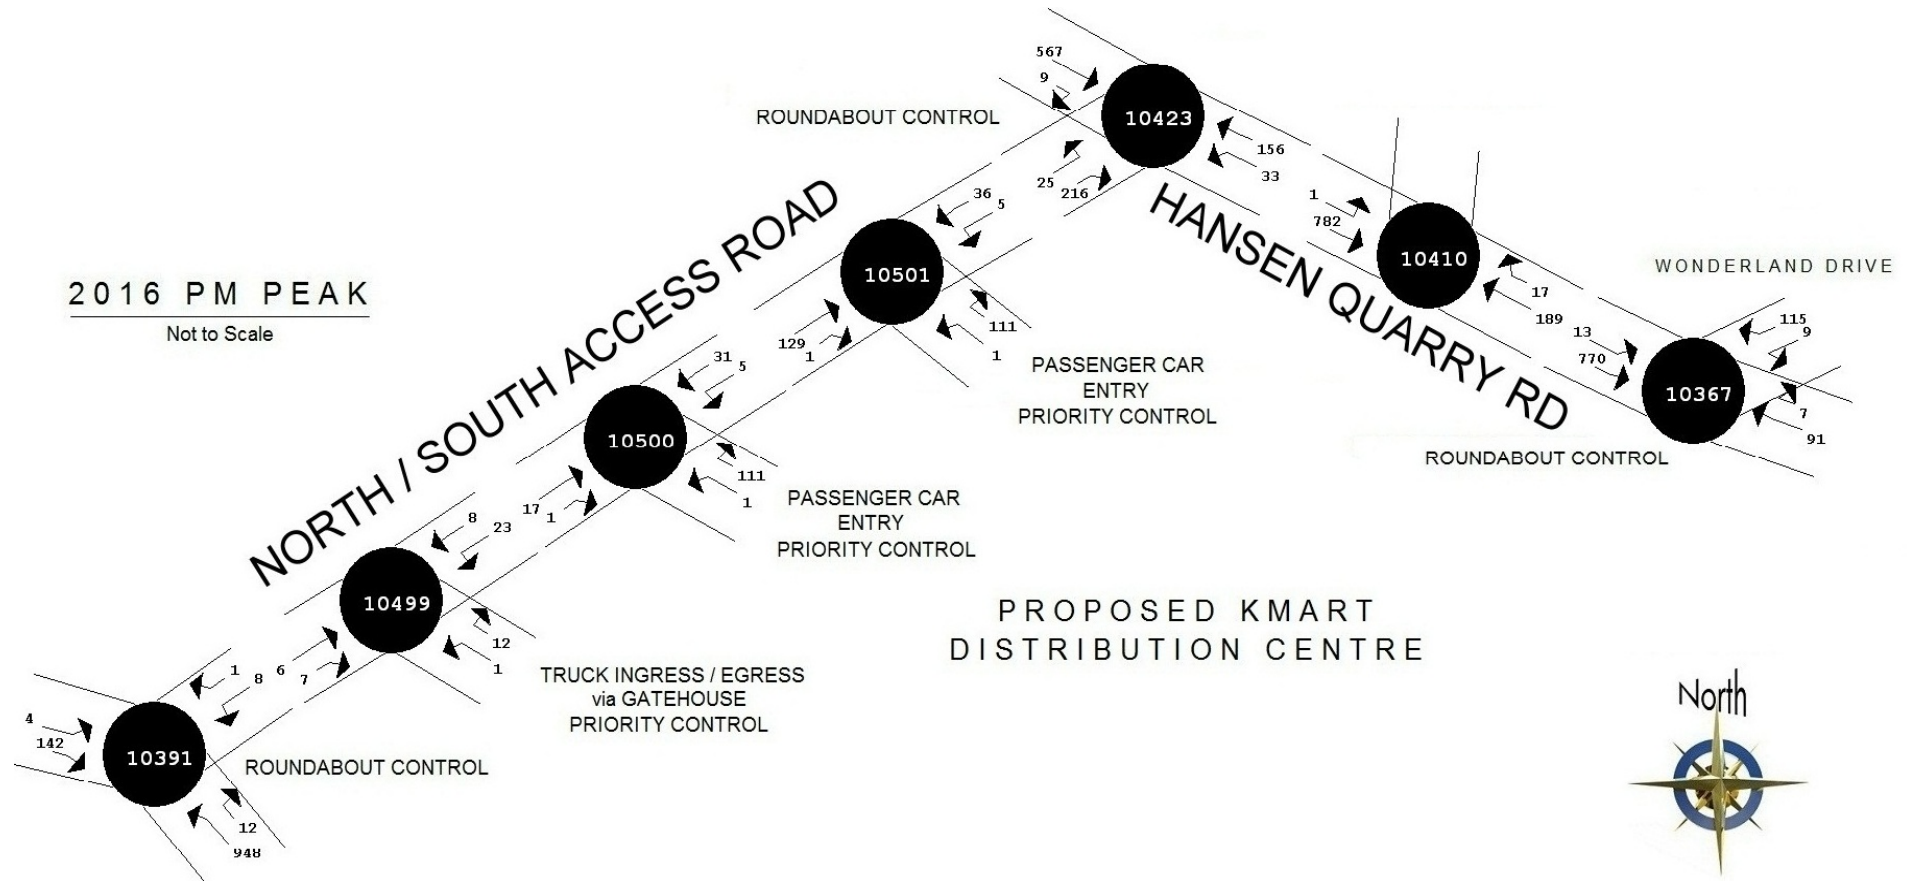 567
9
ROUNDABOUT CONTROL
10423
156
33
25
216
NORTH / SOUTH ACCESS ROAD
HANSEN QUARRY RD
1
782
10410
17
189
WONDERLAND DRIVE
13
770
10367
115
9
7
91
ROUNDABOUT CONTROL
2016 PM PEAK
Not to Scale
36
5
10501
129
1
111
1
PASSENGER CAR
ENTRY
PRIORITY CONTROL
31
5
10500
17
1
111
1
PASSENGER CAR
ENTRY
PRIORITY CONTROL
8
23
10499
6
7
12
1
TRUCK INGRESS / EGRESS
via GATEHOUSE
PRIORITY CONTROL
PROPOSED KMART
DISTRIBUTION CENTRE
1
8
4
142
10391
ROUNDABOUT CONTROL
12
948
North